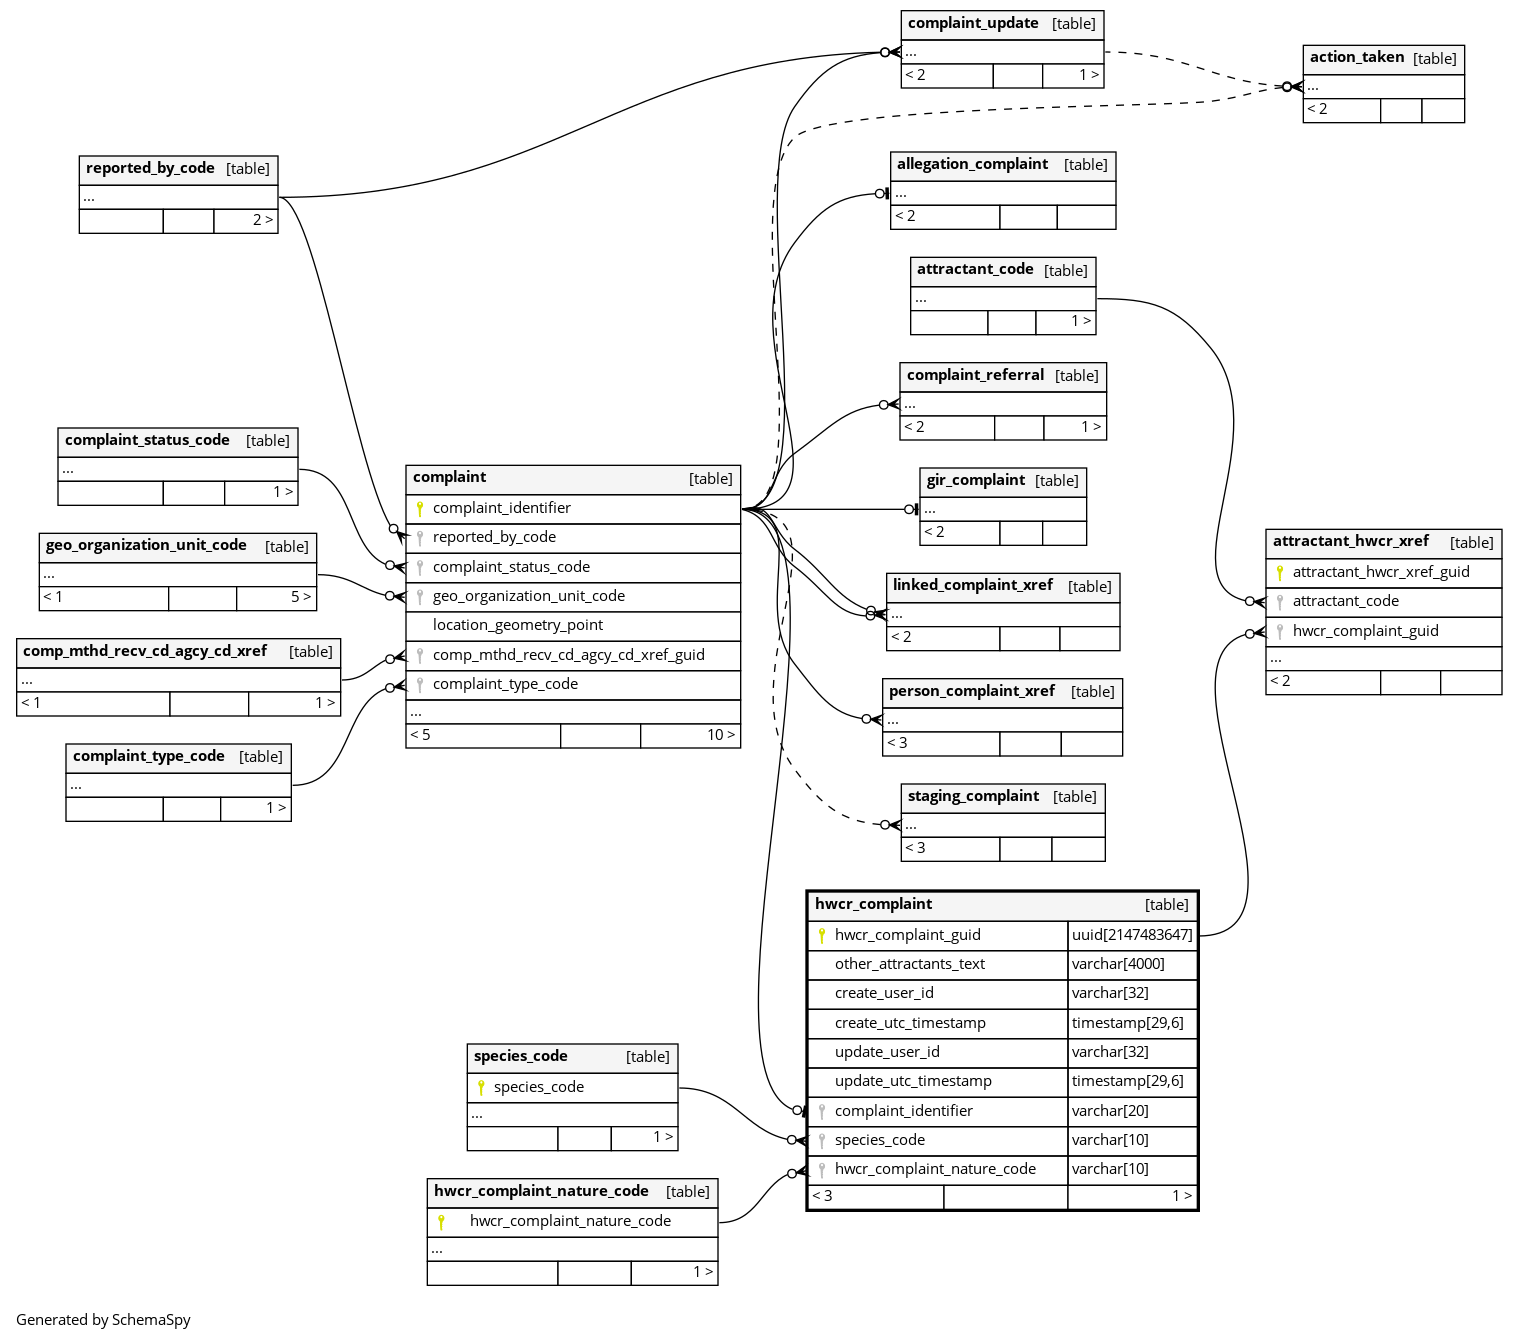 complaint_update [table]
...
< 2 1 >
action_taken [table]
...
< 2
reported_by_code [table]
...
2 >
allegation_complaint [table]
...
< 2
attractant_code [table]
...
1 >
complaint_referral [table]
...
< 2 1 >
complaint_status_code [table]
...
1 >
complaint [table]
complaint_identifier
reported_by_code
complaint_status_code
geo_organization_unit_code
location_geometry_point
comp_mthd_recv_cd_agcy_cd_xref_guid
complaint_type_code
...
< 5 10 >
gir_complaint [table]
...
< 2
geo_organization_unit_code [table]
...
< 1 5 >
attractant_hwcr_xref [table]
attractant_hwcr_xref_guid
attractant_code
hwcr_complaint_guid
...
< 2
linked_complaint_xref [table]
...
< 2
comp_mthd_recv_cd_agcy_cd_xref [table]
...
< 1 1 >
person_complaint_xref [table]
...
< 3
complaint_type_code [table]
...
1 >
staging_complaint [table]
...
< 3
hwcr_complaint [table]
hwcr_complaint_guid uuid[2147483647]
other_attractants_text varchar[4000]
create_user_id varchar[32]
create_utc_timestamp timestamp[29,6]
update_user_id varchar[32]
update_utc_timestamp timestamp[29,6]
complaint_identifier varchar[20]
species_code varchar[10]
hwcr_complaint_nature_code varchar[10]
< 3 1 >
species_code [table]
species_code
...
1 >
hwcr_complaint_nature_code [table]
hwcr_complaint_nature_code
...
1 >
Generated by SchemaSpy